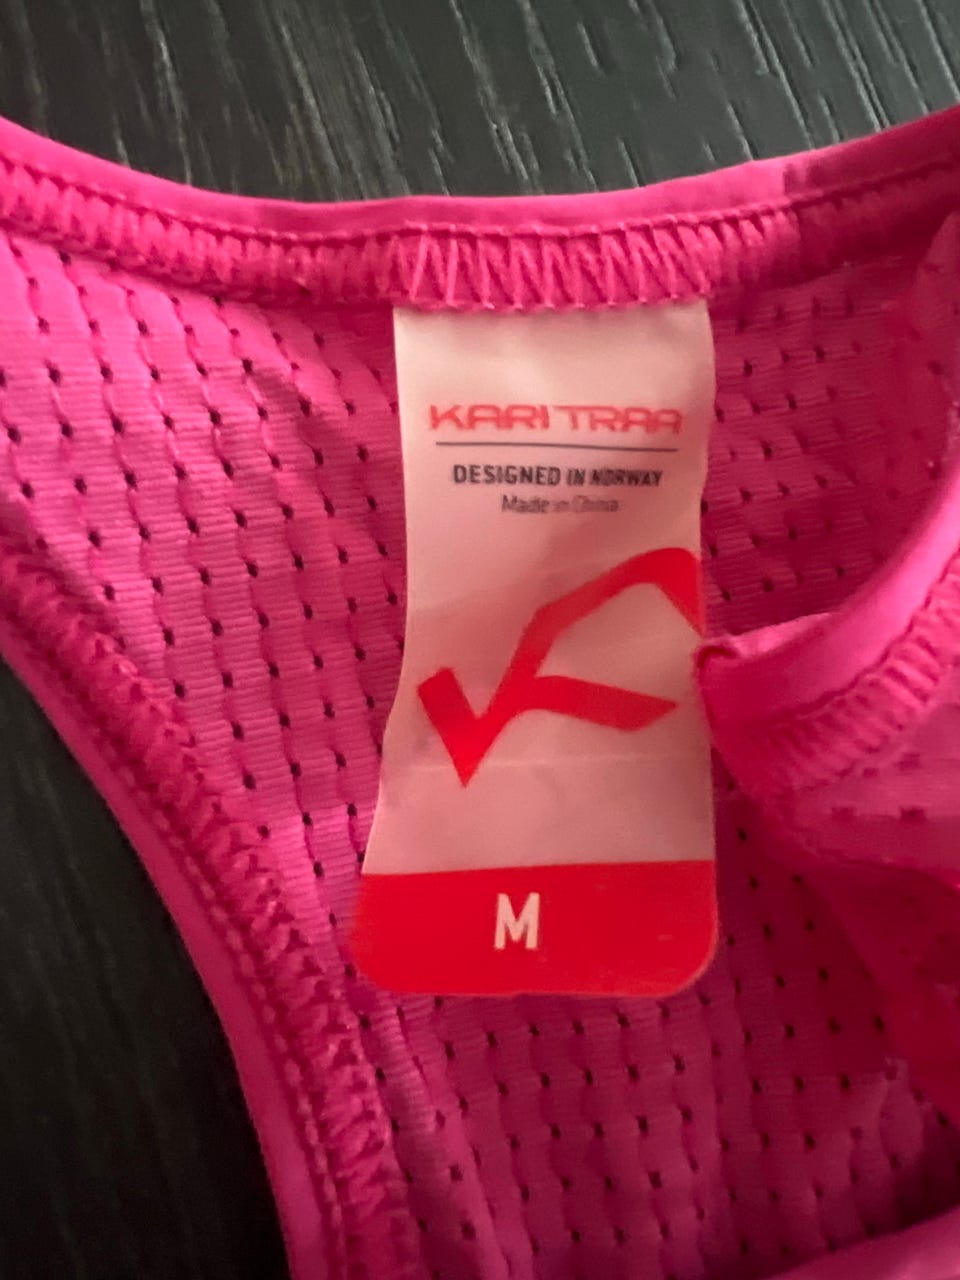 KARI TRAA
DESIGNED IN NORWAY
Made in China
M